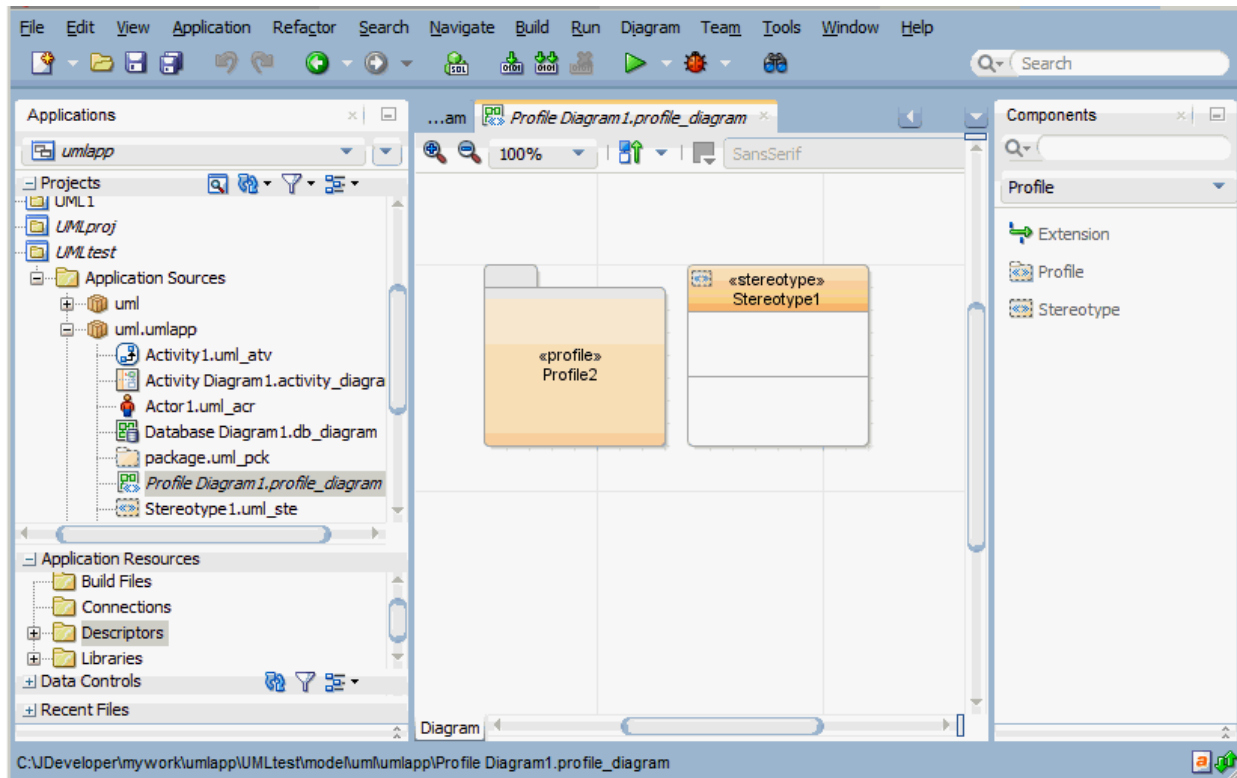 File Edit View Application Refactor Search Navigate Build Run Diagram Team Tools Window Help
Search
Applications
umlapp
Projects
UML1
UMLproj
UMLtest
Application Sources
uml
uml.umlapp
Activity1.uml_atv
Activity Diagram1.activity_diagra
Actor1.uml_acr
Database Diagram1.db_diagram
package.uml_pck
Profile Diagram1.profile_diagram
Stereotype1.uml_ste
Application Resources
Build Files
Connections
Descriptors
Libraries
Data Controls
Recent Files
...am Profile Diagram1.profile_diagram
100% SansSerif
«profile»
Profile2
«stereotype»
Stereotype1
Diagram
Components
Profile
Extension
Profile
Stereotype
C:\JDeveloper\mywork\umlapp\UMLtest\model\uml\umlapp\Profile Diagram1.profile_diagram